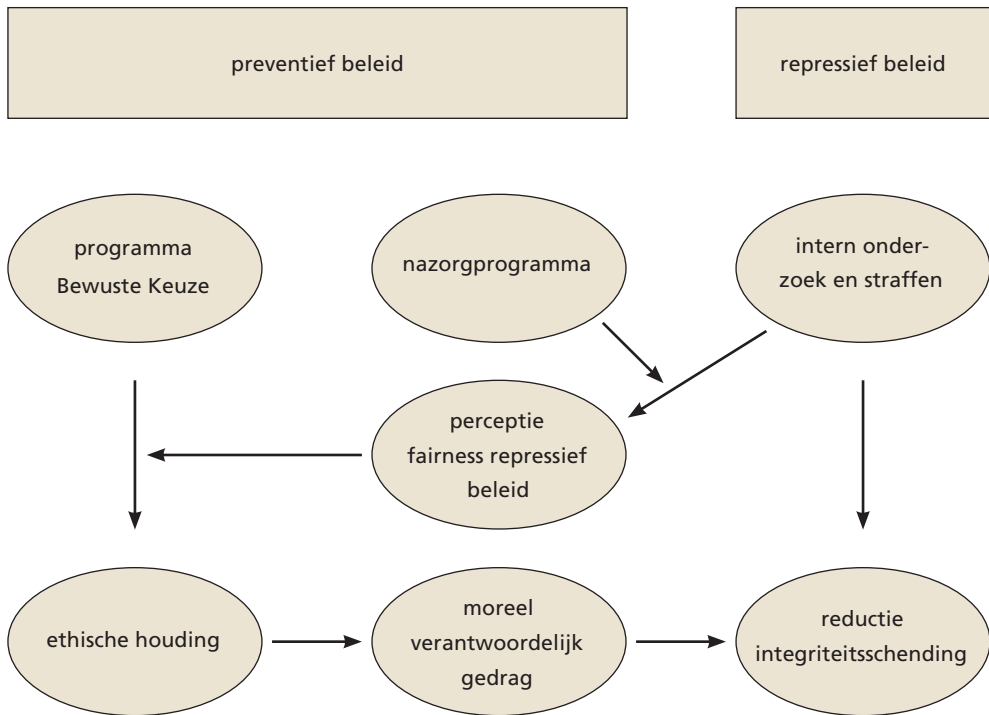 preventief beleid
repressief beleid
programma
Bewuste Keuze
nazorgprogramma
intern onder-
zoek en straffen
perceptie
fairness repressief
beleid
ethische houding
moreel
verantwoordelijk
gedrag
reductie
integriteitsschending